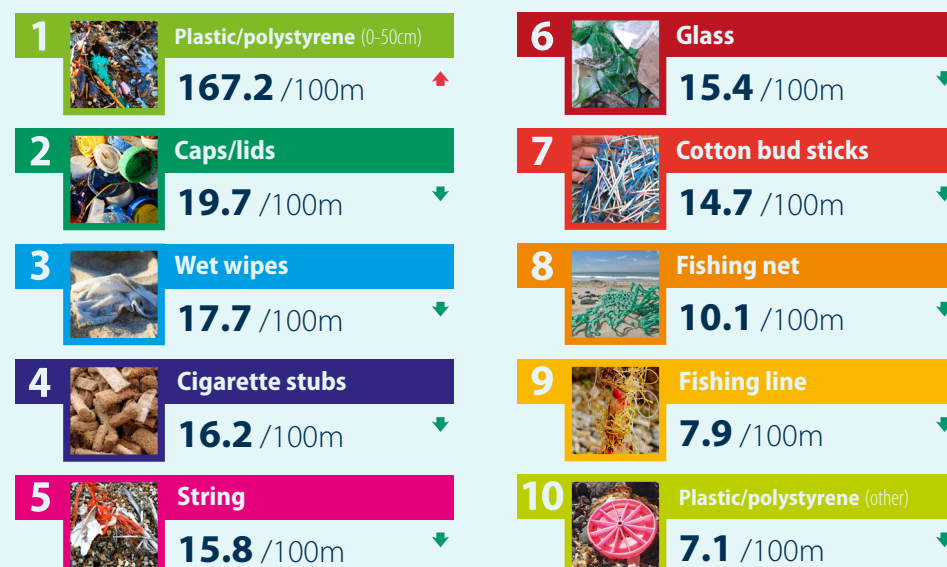 1
Plastic/polystyrene (0-50cm)
167.2 /100m
2
Caps/lids
19.7 /100m
3
Wet wipes
17.7 /100m
4
Cigarette stubs
16.2 /100m
5
String
15.8 /100m
6
Glass
15.4 /100m
7
Cotton bud sticks
14.7 /100m
8
Fishing net
10.1 /100m
9
Fishing line
7.9 /100m
10
Plastic/polystyrene (other)
7.1 /100m